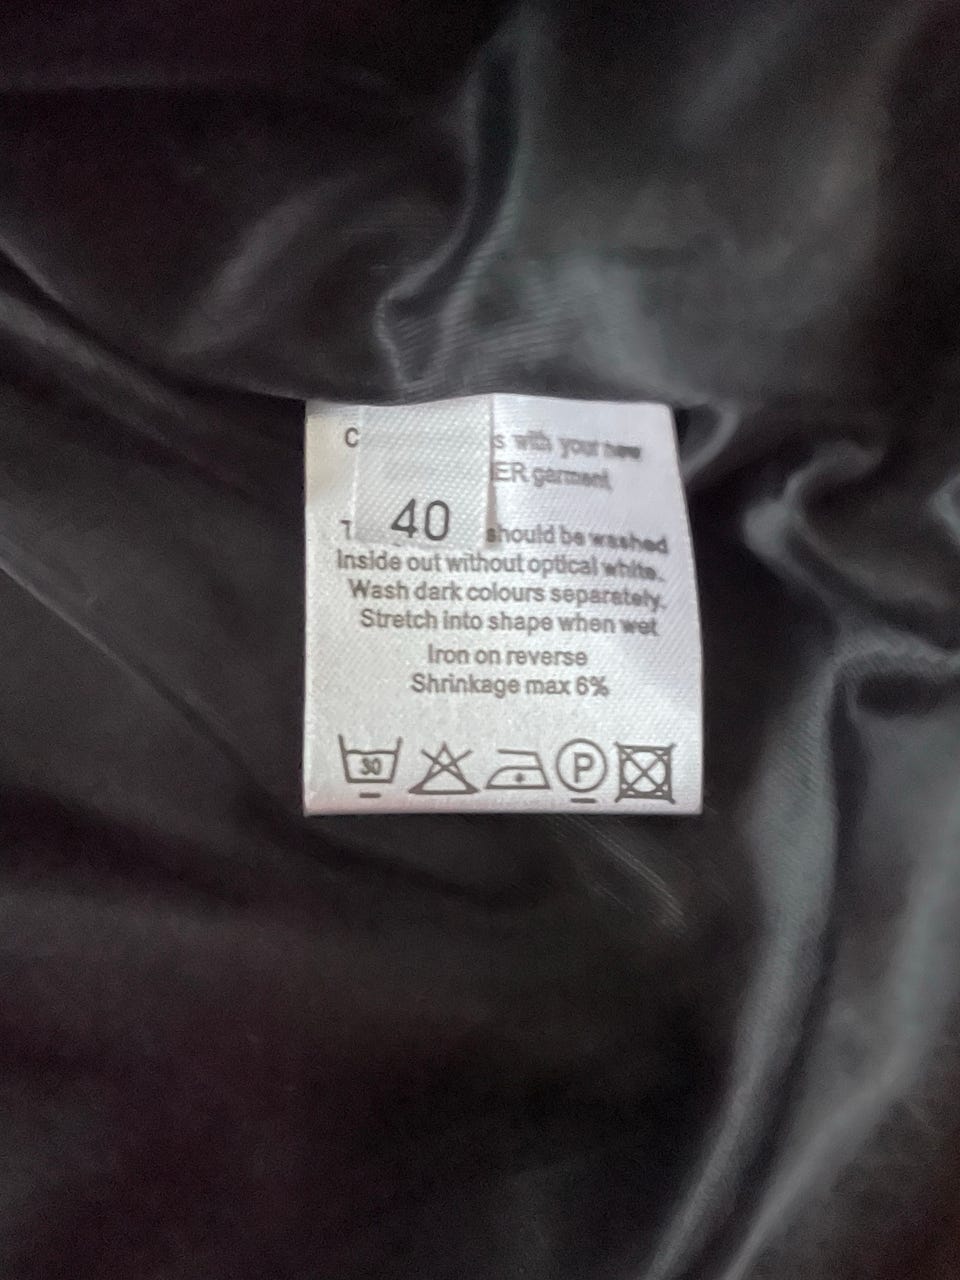 C s with your new
ER garment
40
T should be washed
Inside out without optical white.
Wash dark colours separately.
Stretch into shape when wet
Iron on reverse
Shrinkage max 6%
30
P